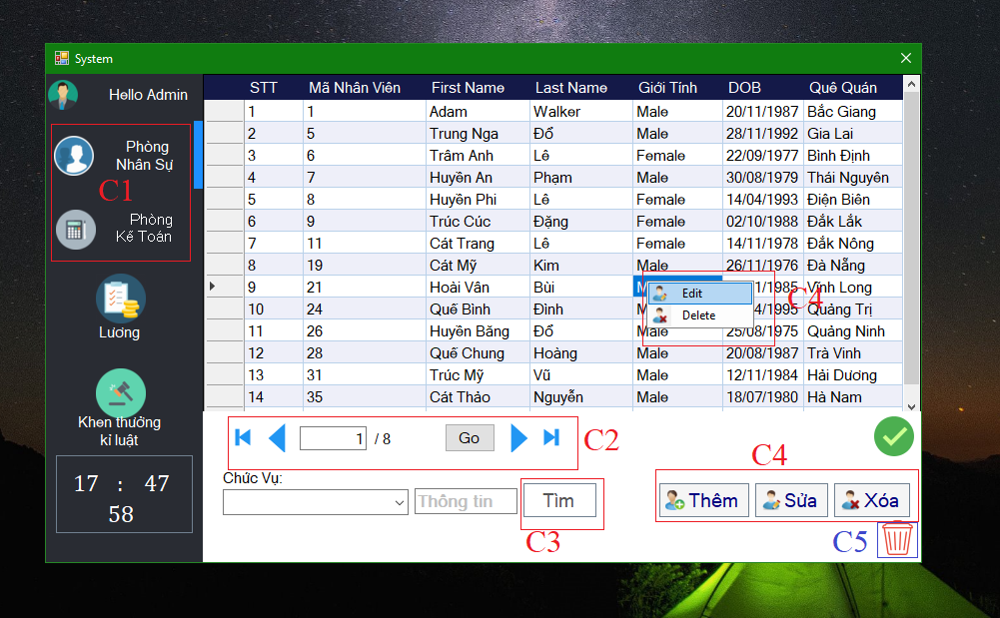 System
Hello Admin
Phòng
Nhân Sự
C1
Phòng
Kế Toán
Lương
Khen thưởng
kỉ luật
17 : 47
58
STT Mã Nhân Viên First Name Last Name Giới Tính DOB Quê Quán
1 1 Adam Walker Male 20/11/1987 Bắc Giang
2 5 Trung Nga Đỗ Male 28/11/1992 Gia Lai
3 6 Trâm Anh Lê Female 22/09/1977 Bình Định
4 7 Huyền An Phạm Male 30/08/1979 Thái Nguyên
5 8 Huyền Phi Lê Female 14/04/1993 Điện Biên
6 9 Trúc Cúc Đặng Female 02/10/1988 Đắk Lắk
7 11 Cát Trang Lê Female 14/11/1978 Đắk Nông
8 19 Cát Mỹ Kim Male 26/11/1976 Đà Nẵng
9 21 Hoài Vân Bùi 1/1985 Vĩnh Long
10 24 Quế Bình Đình 4/1995 Quảng Trị
11 26 Huyền Băng Đỗ Male 25/08/1975 Quảng Ninh
12 28 Quế Chung Hoàng Male 20/08/1987 Trà Vinh
13 31 Trúc Mỹ Vũ Male 12/11/1984 Hải Dương
14 35 Cát Thảo Nguyễn Male 18/07/1980 Hà Nam
Edit
Delete
C4
1 / 8 Go
C2
Chức Vụ:
Thông tin
Tìm
C3
C4
Thêm Sửa Xóa
C5